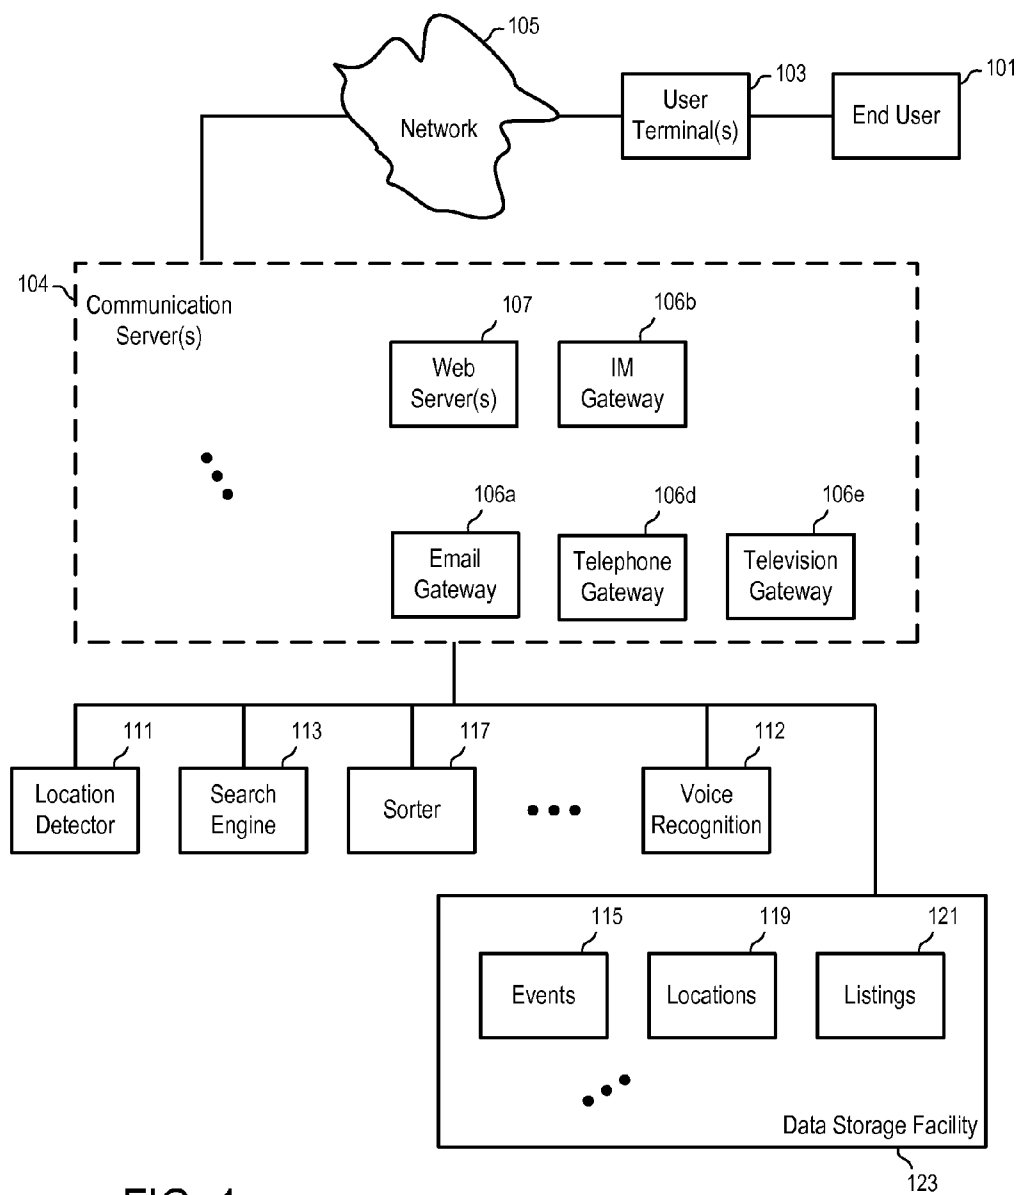 105
103
101
Network
User
Terminal(s)
End User
104
Communication
Server(s)
107
106b
Web
Server(s)
IM
Gateway
106a
106d
106e
Email
Gateway
Telephone
Gateway
Television
Gateway
111
113
117
112
Location
Detector
Search
Engine
Sorter
Voice
Recognition
115
119
121
Events
Locations
Listings
Data Storage Facility
123